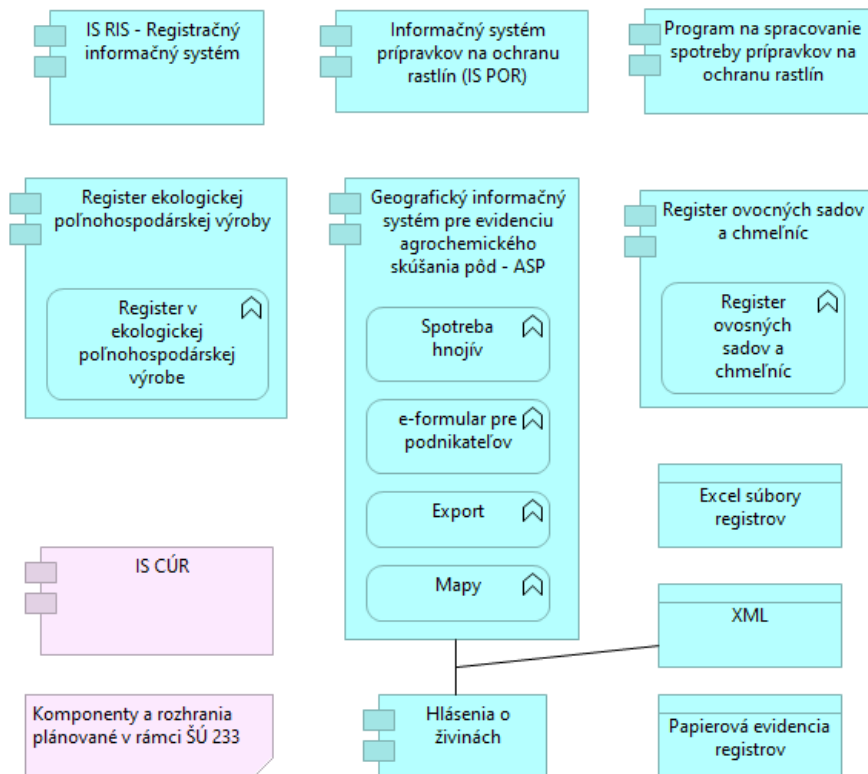 IS RIS - Registračný
informačný systém
Informačný systém
prípravkov na ochranu
rastlín (IS POR)
Program na spracovanie
spotreby prípravkov na
ochranu rastlín
Register ekologickej
poľnohospodárskej výroby
Register v
ekologickej
poľnohospodárskej
výrobe
Geografický informačný
systém pre evidenciu
agrochemického
skúšania pôd - ASP
Spotreba
hnojív
e-formular pre
podnikateľov
Export
Mapy
Register ovocných sadov
a chmeľníc
Register
ovosných
sadov a
chmeľníc
Excel súbory
registrov
IS CÚR
XML
Komponenty a rozhrania
plánované v rámci ŠÚ 233
Hlásenia o
živinách
Papierová evidencia
registrov